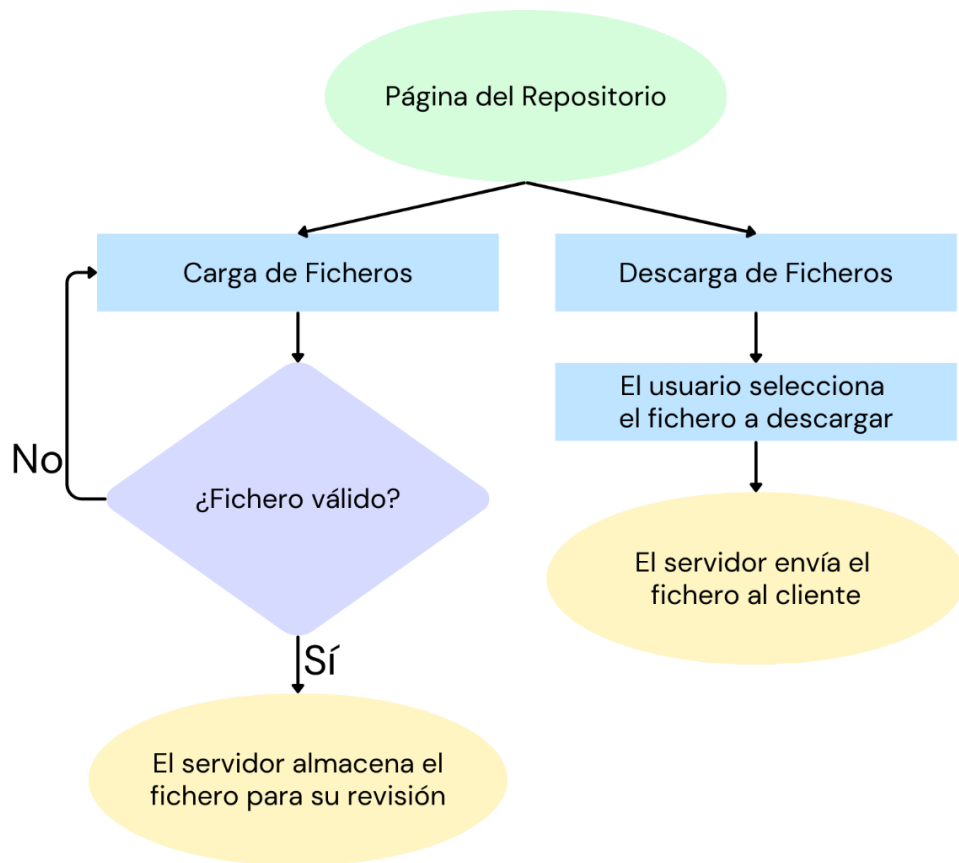 Página del Repositorio
Carga de Ficheros
Descarga de Ficheros
El usuario selecciona
el fichero a descargar
No
¿Fichero válido?
El servidor envía el
fichero al cliente
Sí
El servidor almacena el
fichero para su revisión